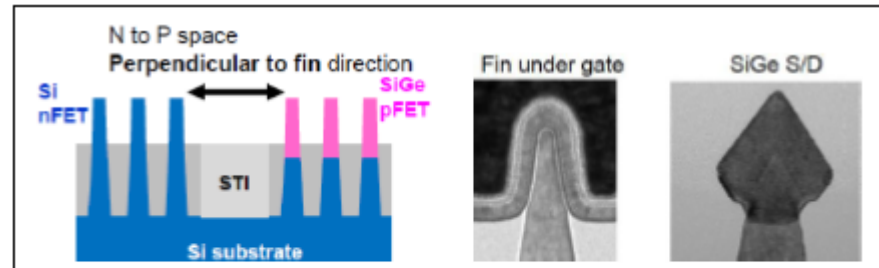 N to P space
Perpendicular to fin direction
Si
nFET
SiGe
pFET
STI
Si substrate
Fin under gate
SiGe S/D